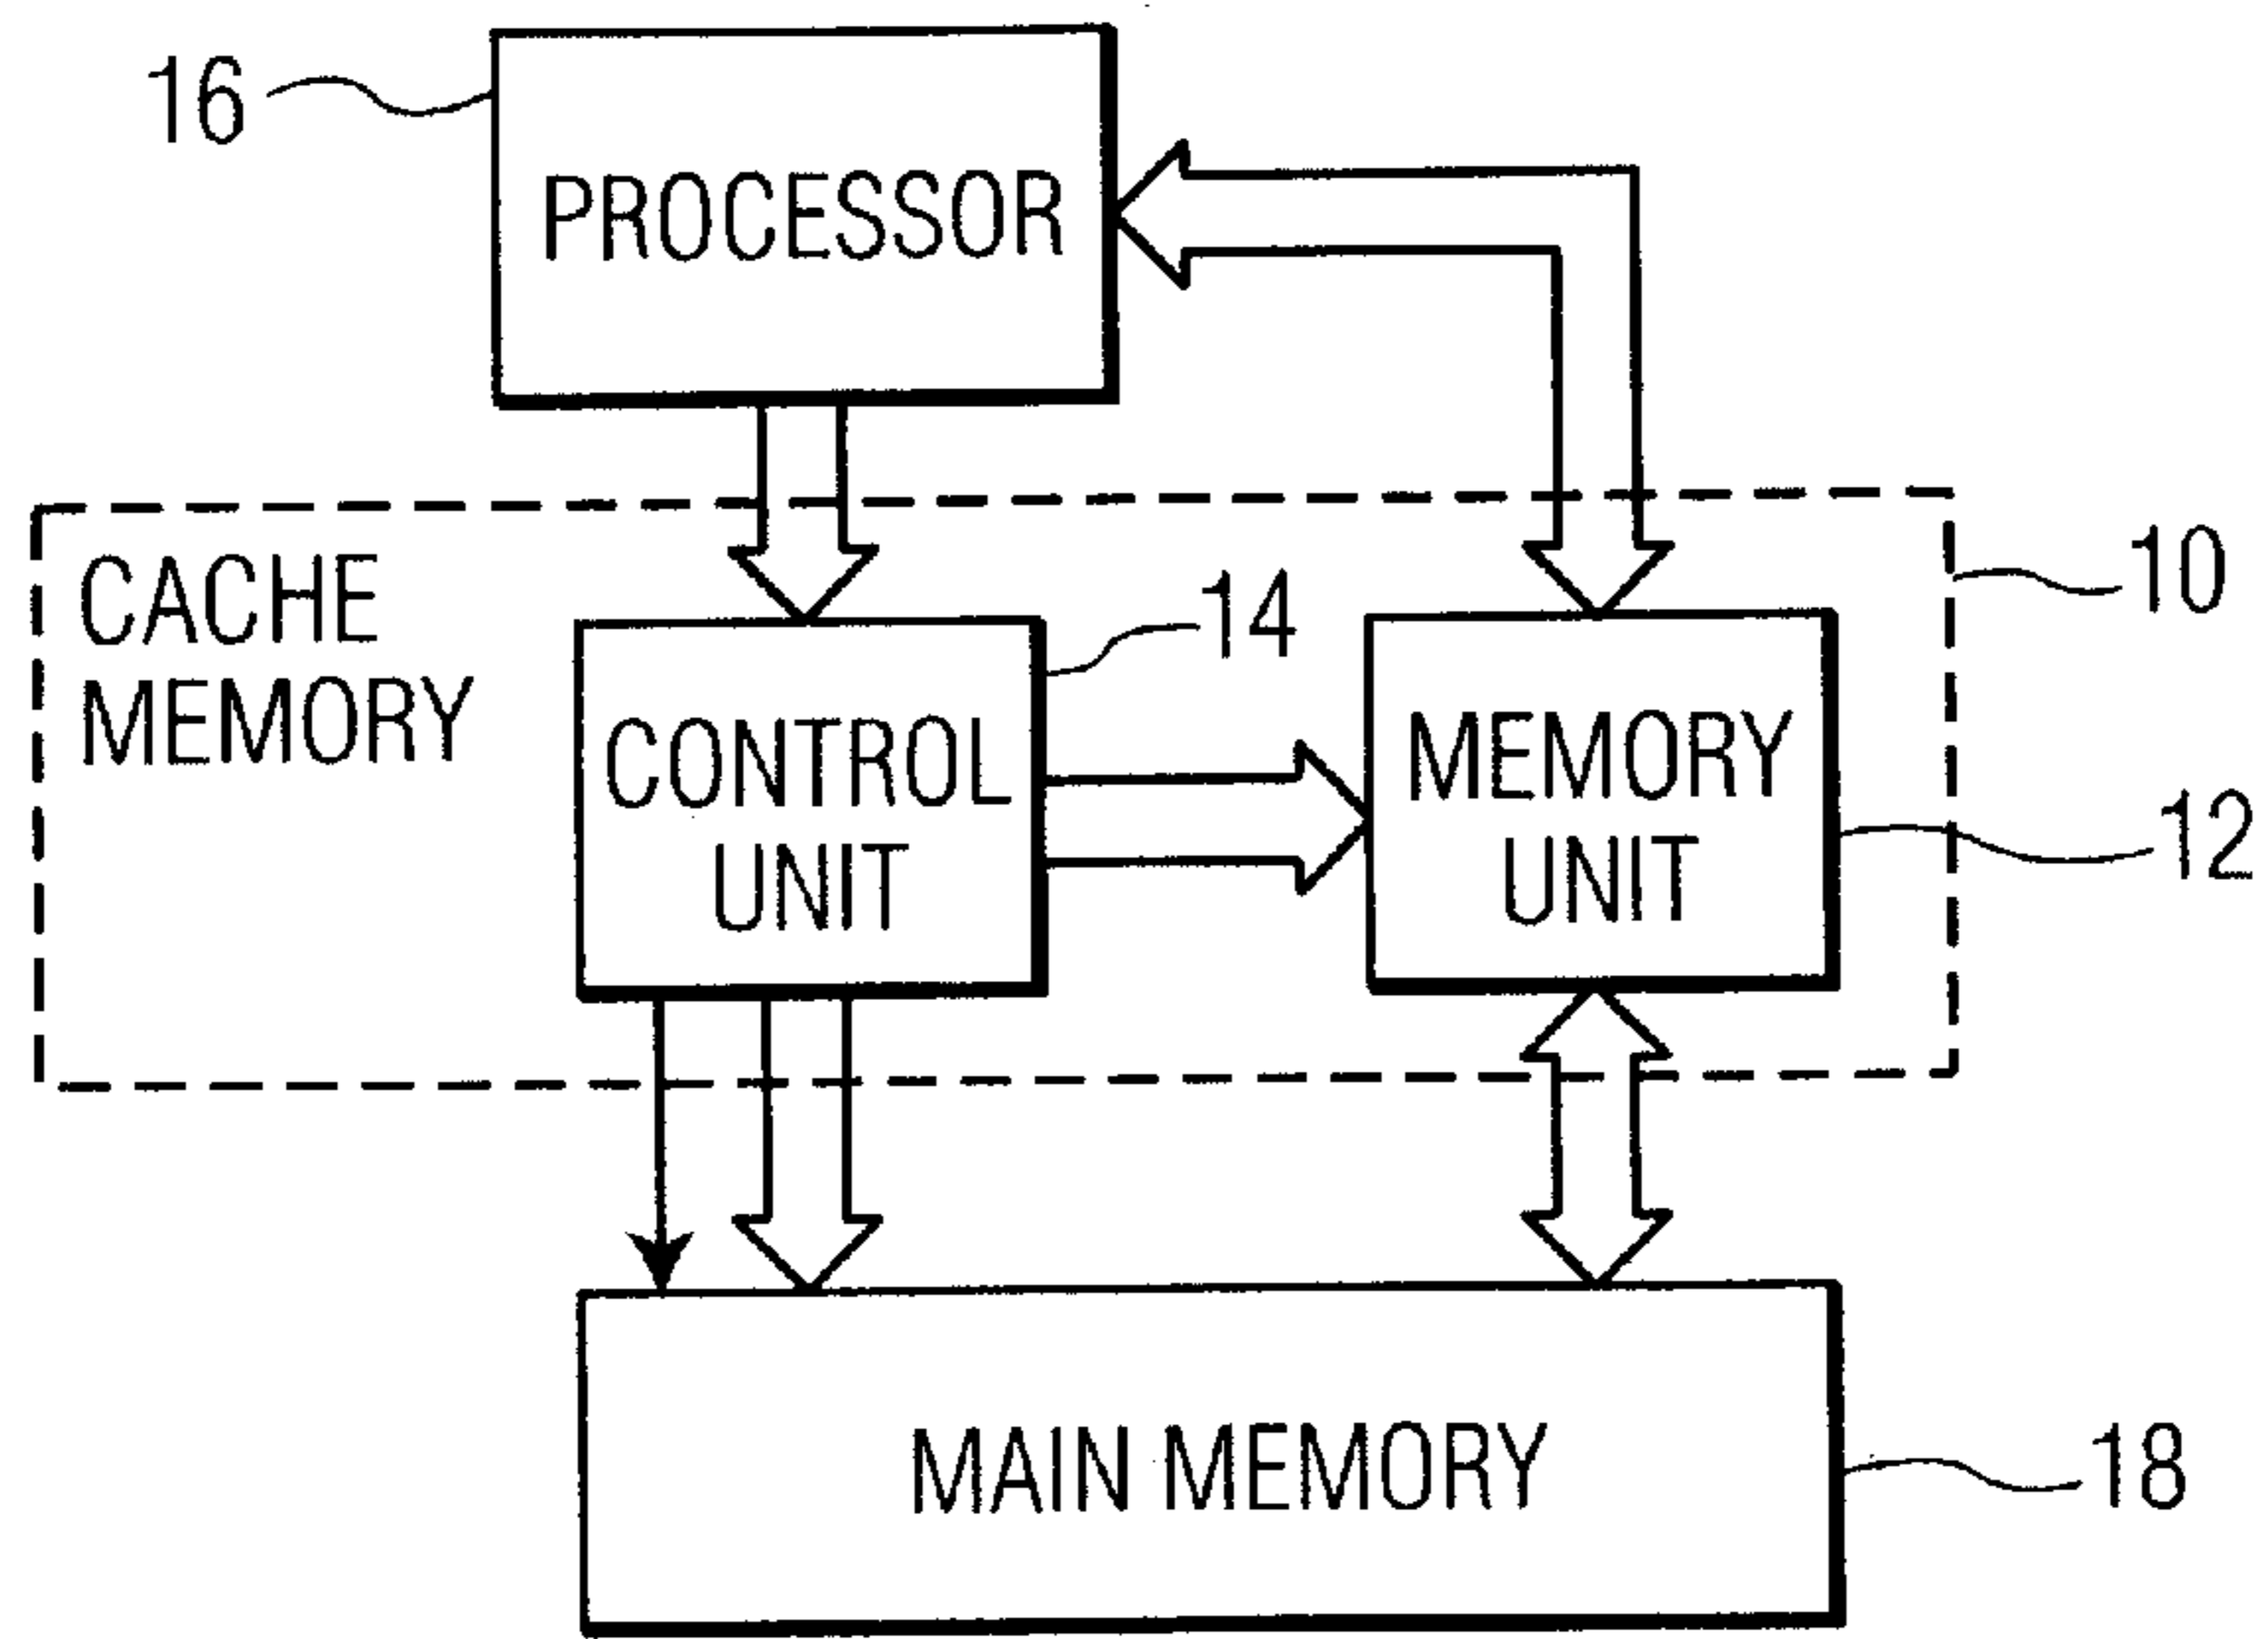 16
PROCESSOR
CACHE
MEMORY
10
14
CONTROL
UNIT
MEMORY
UNIT
12
MAIN MEMORY
18